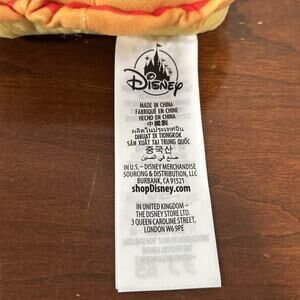 Disney
MADE IN CHINA
FABRIQUÉ EN CHINE
HECHO EN CHINA
中國製
ผลิตในประเทศจีน
DIBUAT DI TIONGKOK
SẢN XUẤT TẠI TRUNG QUỐC
중국산
صنع في الصين
IN U.S. – DISNEY MERCHANDISE
SOURCING & DISTRIBUTION, LLC
BURBANK, CA 91521
shopDisney.com
IN UNITED KINGDOM –
THE DISNEY STORE LTD.
3 QUEEN CAROLINE STREET,
LONDON W6 9PE